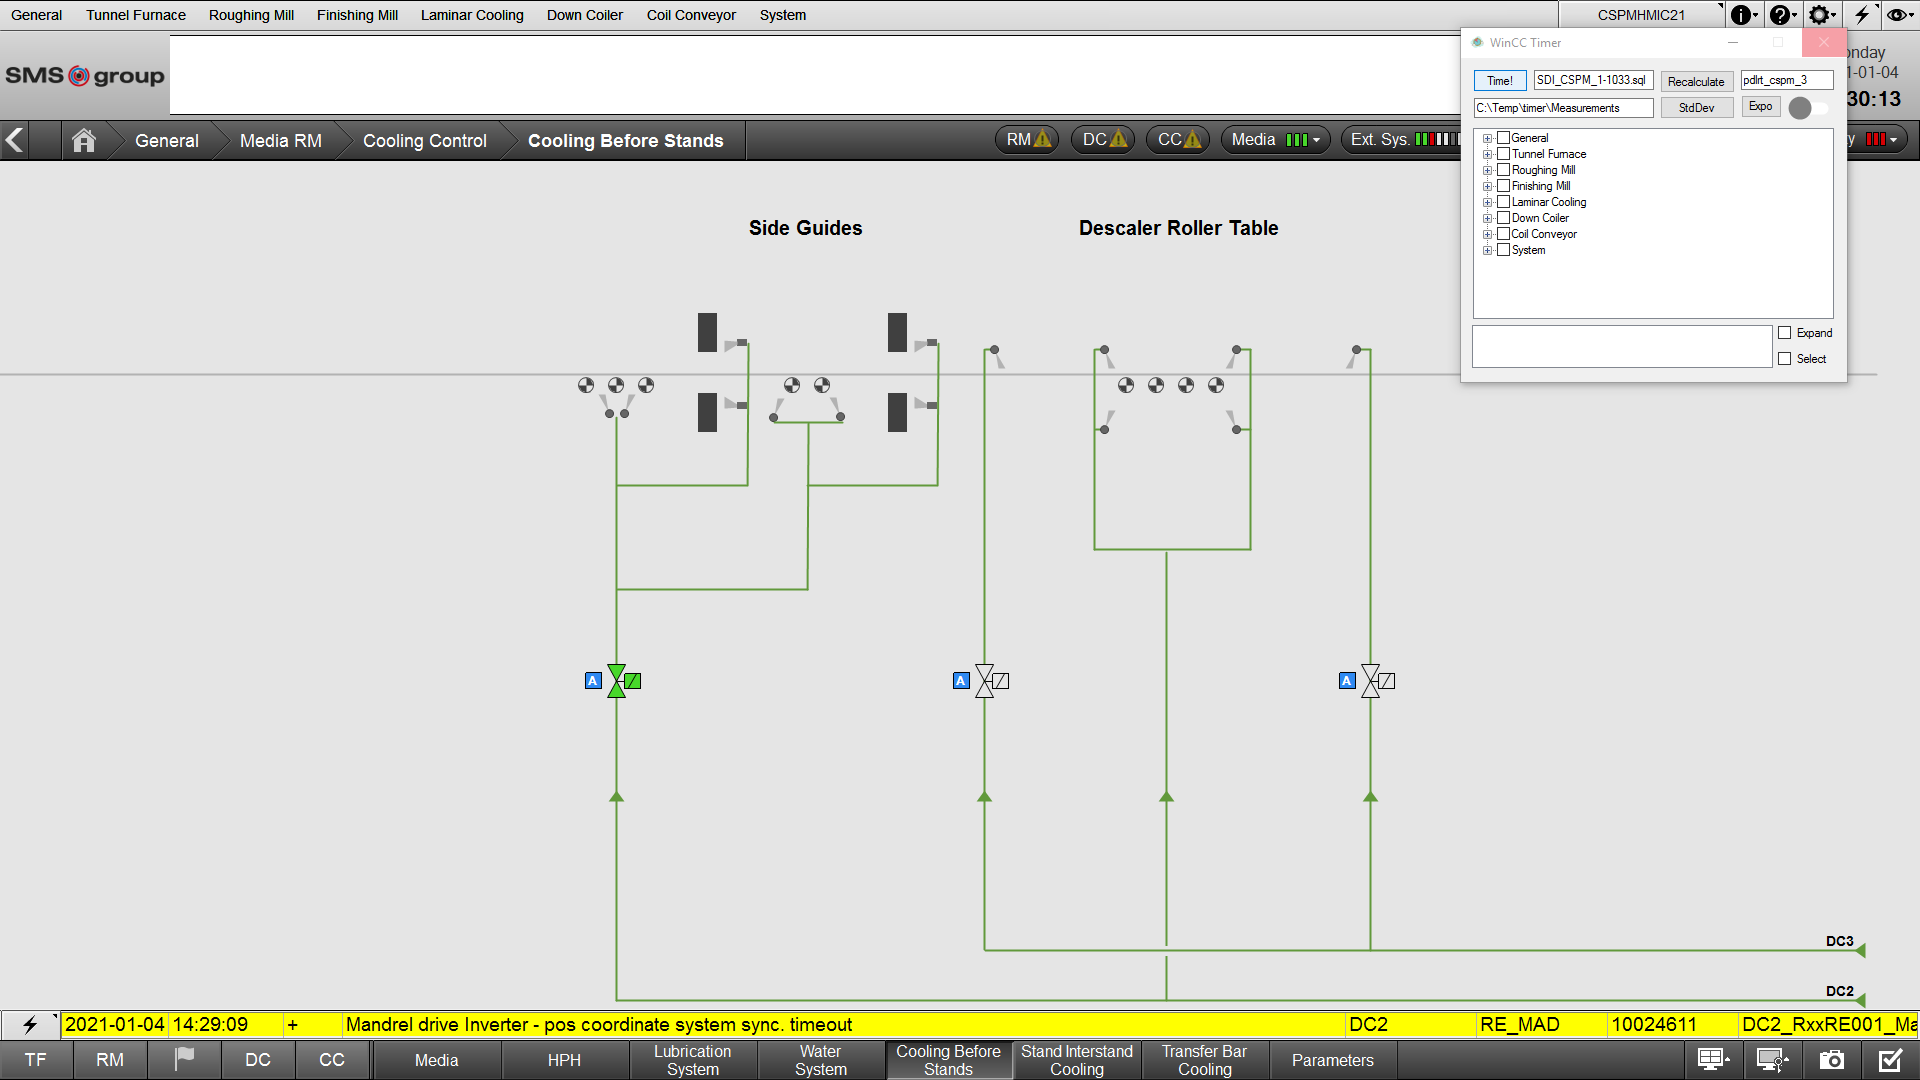 General Tunnel Furnace Roughing Mill Finishing Mill Laminar Cooling Down Coiler Coil Conveyor System CSPMHMIC21
SMS group
WinCC Timer
Time! SDI_CSPM_1-1033.sql Recalculate pdlrt_cspm_3
C:\Temp\timer\Measurements StdDev Expo
onday
1-01-04
30:13
General Media RM Cooling Control Cooling Before Stands RM DC CC Media Ext. Sys. y
General
Tunnel Furnace
Roughing Mill
Finishing Mill
Laminar Cooling
Down Coiler
Coil Conveyor
System
Expand
Select
Side Guides Descaler Roller Table
A A A
DC3
DC2
2021-01-04 14:29:09 + Mandrel drive Inverter - pos coordinate system sync. timeout DC2 RE_MAD 10024611 DC2_RxxRE001_Ma
TF RM DC CC Media HPH Lubrication System Water System Cooling Before Stands Stand Interstand Cooling Transfer Bar Cooling Parameters